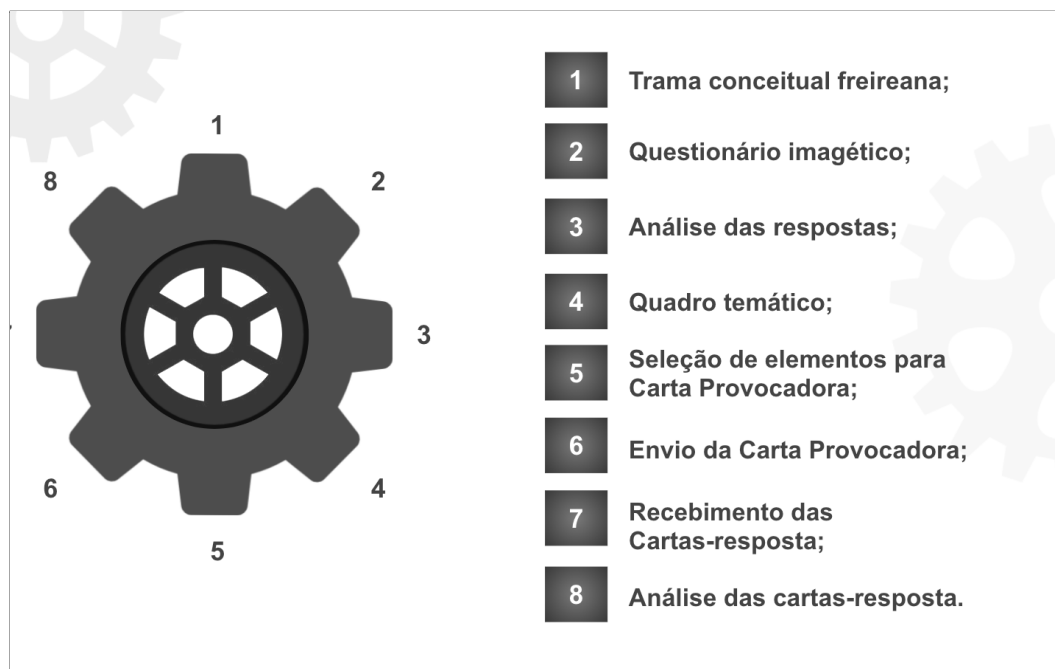 1
8
2
3
6
4
5
1 Trama conceitual freireana;
2 Questionário imagético;
3 Análise das respostas;
4 Quadro temático;
5 Seleção de elementos para
Carta Provocadora;
6 Envio da Carta Provocadora;
7 Recebimento das
Cartas-resposta;
8 Análise das cartas-resposta.